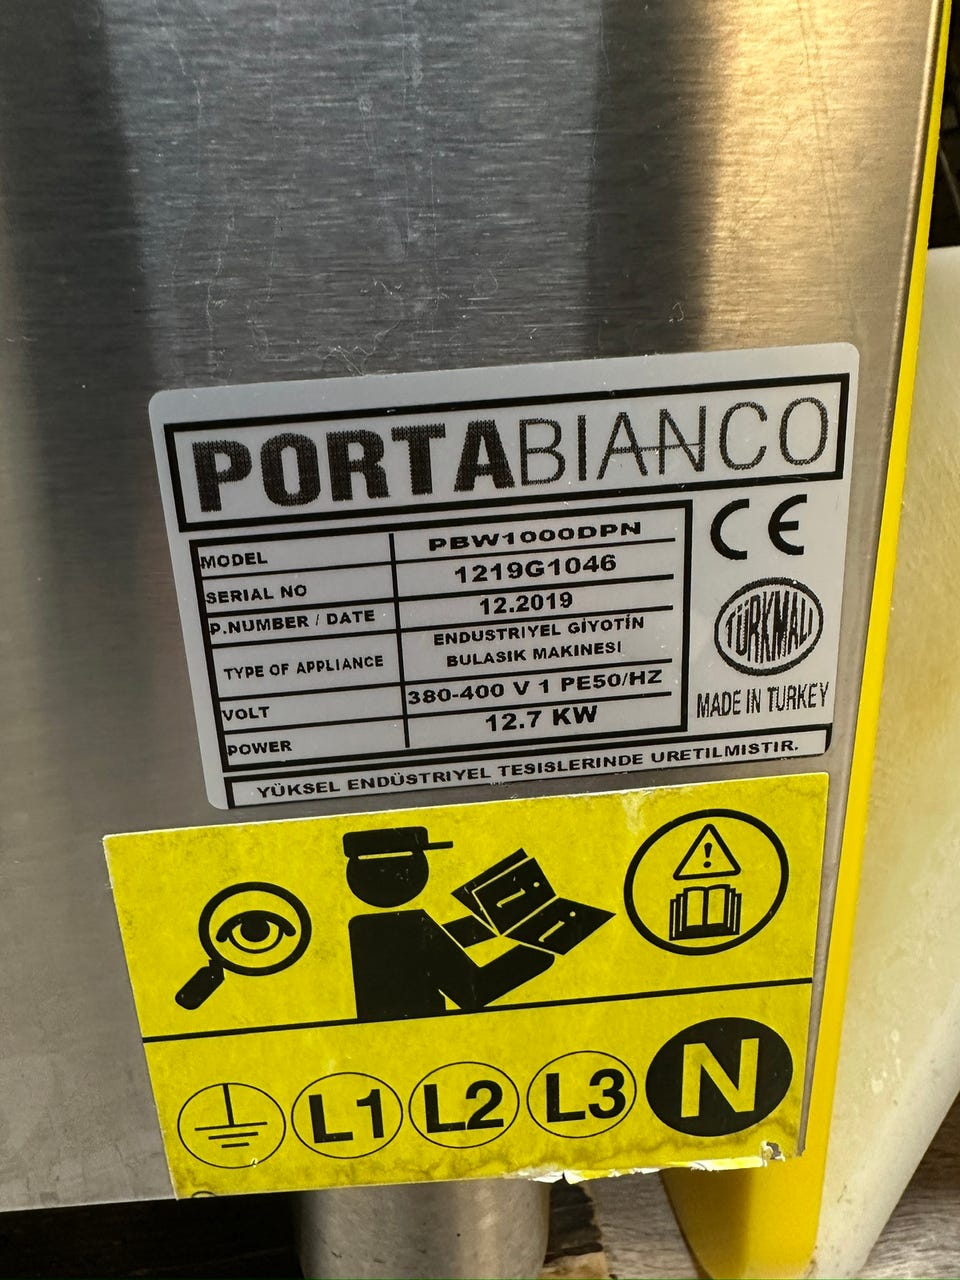 PORTABIANCO
MODEL PBW1000DPN
SERIAL NO 1219G1046
P.NUMBER / DATE 12.2019
TYPE OF APPLIANCE ENDUSTRIYEL GİYOTİN
BULASIK MAKINESI
VOLT 380-400 V 1 PE50/HZ
POWER 12.7 KW
CE
TÜRKMALI
MADE IN TURKEY
YÜKSEL ENDÜSTRIYEL TESISLERINDE URETILMISTIR.
L1 L2 L3 N